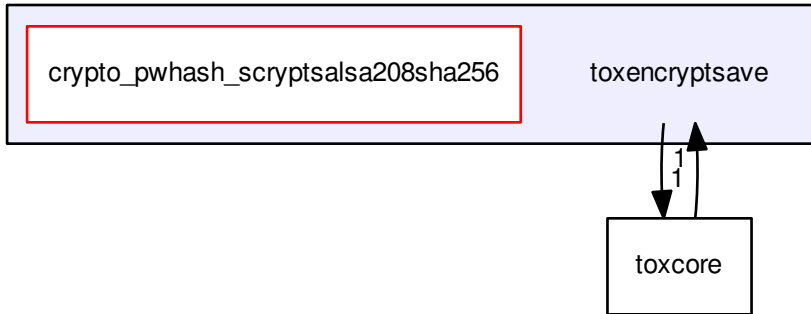 crypto_pwhash_scryptsalsa208sha256
toxencryptsave
1
1
toxcore